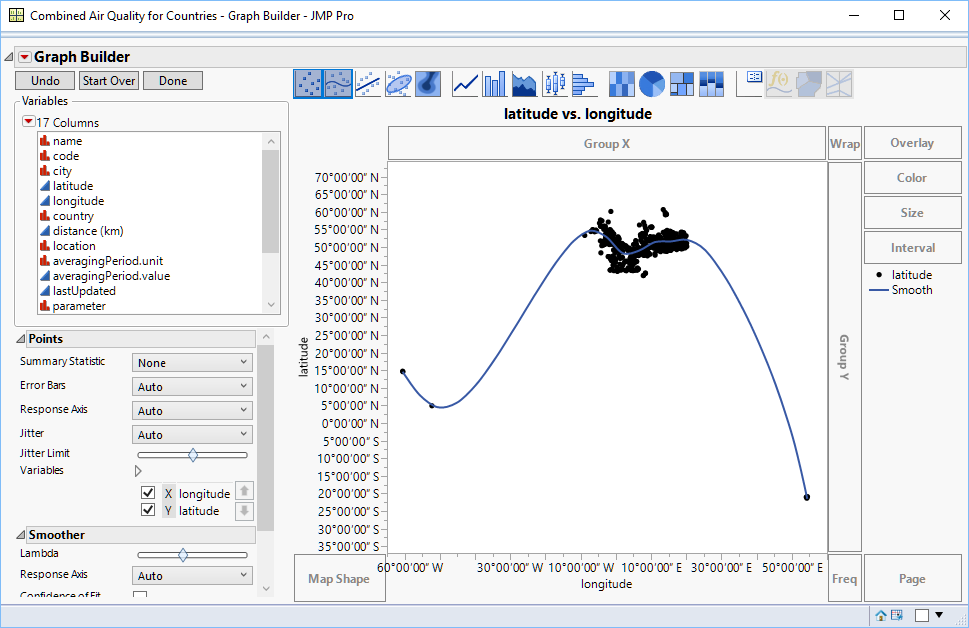 Combined Air Quality for Countries - Graph Builder - JMP Pro
Graph Builder
Undo Start Over Done
Variables
17 Columns
name
code
city
latitude
longitude
country
distance (km)
location
averagingPeriod.unit
averagingPeriod.value
lastUpdated
parameter
Points
Summary Statistic None
Error Bars Auto
Response Axis Auto
Jitter Auto
Jitter Limit
Variables
X longitude
Y latitude
Smoother
Lambda
Response Axis Auto
Confidence of Fit
latitude vs. longitude
Group X
Wrap
Overlay
Color
Size
Interval
latitude
Smooth
Group Y
latitude
70°00'00" N
65°00'00" N
60°00'00" N
55°00'00" N
50°00'00" N
45°00'00" N
40°00'00" N
35°00'00" N
30°00'00" N
25°00'00" N
20°00'00" N
15°00'00" N
10°00'00" N
5°00'00" N
0°00'00" N
5°00'00" S
10°00'00" S
15°00'00" S
20°00'00" S
25°00'00" S
30°00'00" S
35°00'00" S
60°00'00" W 30°00'00" W 10°00'00" W 10°00'00" E 30°00'00" E 50°00'00" E
longitude
Map Shape
Freq
Page